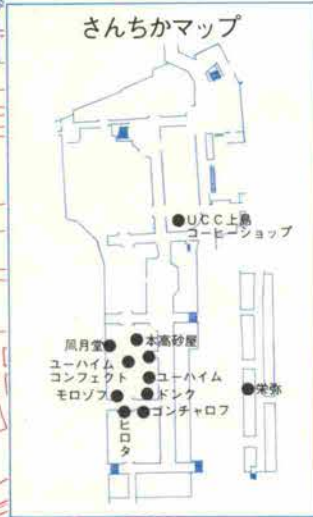 さんちかマップ
UCC上島
コーヒーショップ
風月堂
本高砂屋
ユーハイム
コンフェクト
ユーハイム
モロゾフ
ドンク
ゴンチャロフ
ヒロタ
栄弥